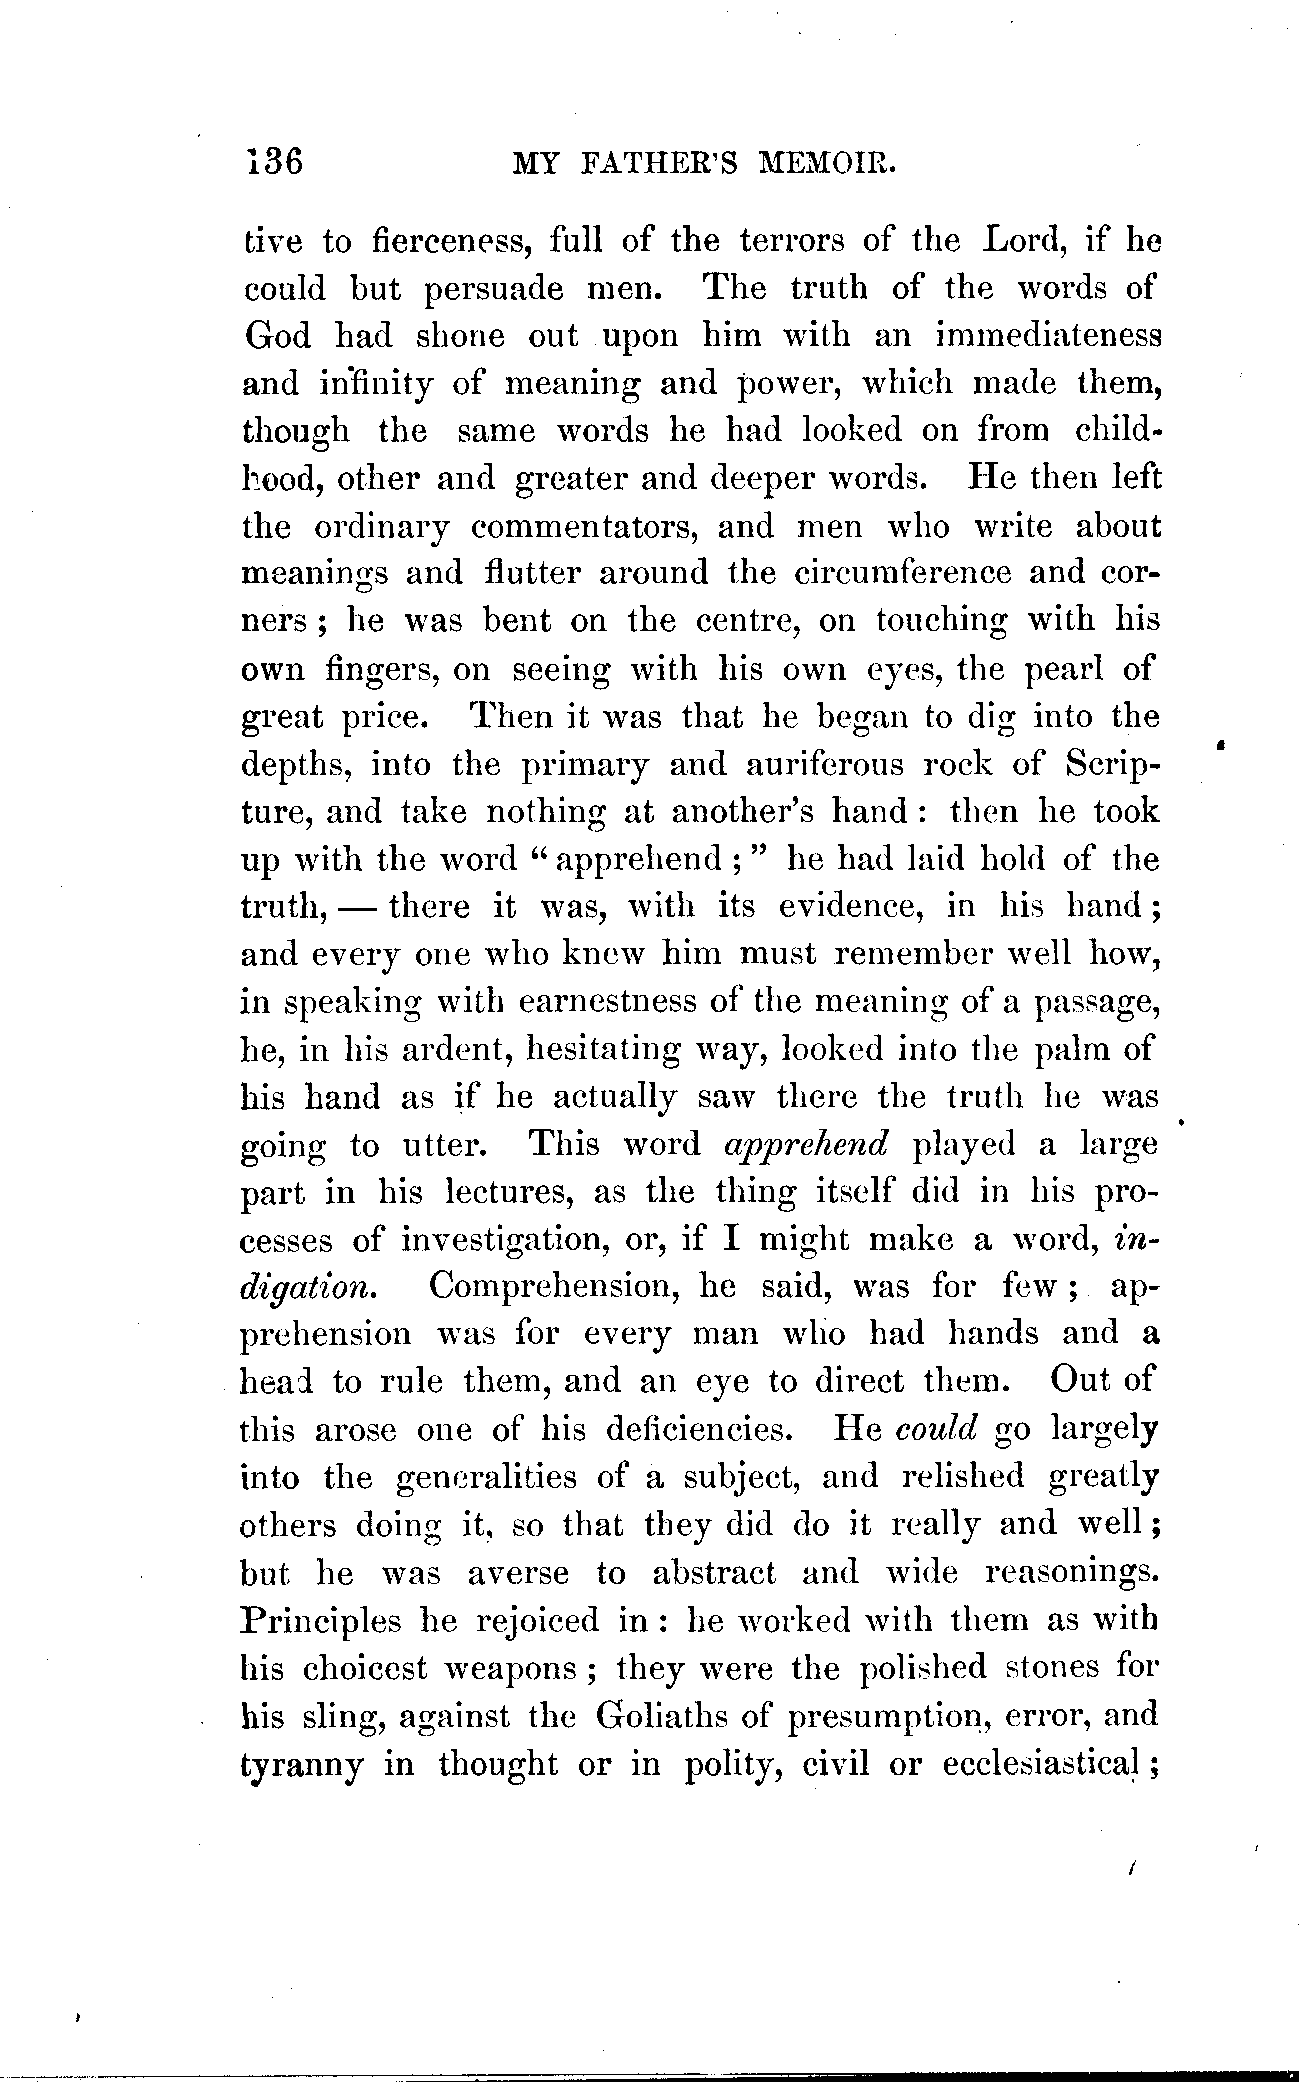 136 MY FATHER'S MEMOIR.
tive to fierceness, full of the terrors of the Lord, if he
could but persuade men. The truth of the words of
God had shone out upon him with an immediateness
and infinity of meaning and power, which made them,
though the same words he had looked on from child-
hood, other and greater and deeper words. He then left
the ordinary commentators, and men who write about
meanings and flutter around the circumference and cor-
ners ; he was bent on the centre, on touching with his
own fingers, on seeing with his own eyes, the pearl of
great price. Then it was that he began to dig into the
depths, into the primary and auriferous rock of Scrip-
ture, and take nothing at another's hand : then he took
up with the word “ apprehend ; ” he had laid hold of the
truth, — there it was, with its evidence, in his hand ;
and every one who knew him must remember well how,
in speaking with earnestness of the meaning of a passage,
he, in his ardent, hesitating way, looked into the palm of
his hand as if he actually saw there the truth he was
going to utter. This word apprehend played a large
part in his lectures, as the thing itself did in his pro-
cesses of investigation, or, if I might make a word, in-
digation. Comprehension, he said, was for few ; ap-
prehension was for every man who had hands and a
head to rule them, and an eye to direct them. Out of
this arose one of his deficiencies. He could go largely
into the generalities of a subject, and relished greatly
others doing it, so that they did do it really and well ;
but he was averse to abstract and wide reasonings.
Principles he rejoiced in : he worked with them as with
his choicest weapons ; they were the polished stones for
his sling, against the Goliaths of presumption, error, and
tyranny in thought or in polity, civil or ecclesiastical ;